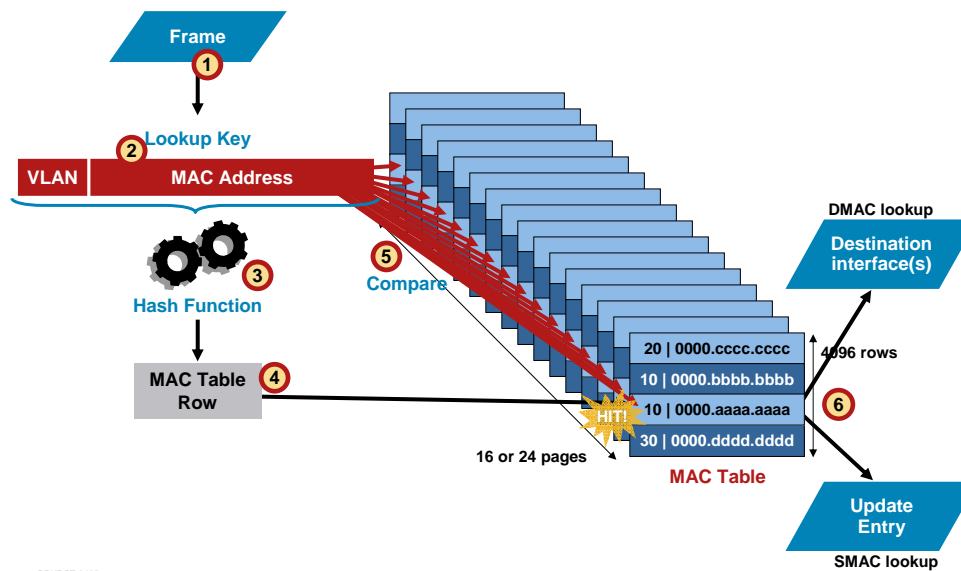 Frame
1
2
Lookup Key
VLAN
MAC Address
3
Hash Function
4
MAC Table
Row
5
Compare
20 | 0000.cccc.cccc
10 | 0000.bbbb.bbbb
10 | 0000.aaaa.aaaa
30 | 0000.dddd.dddd
HIT!
4096 rows
16 or 24 pages
MAC Table
6
DMAC lookup
Destination
interface(s)
Update
Entry
SMAC lookup